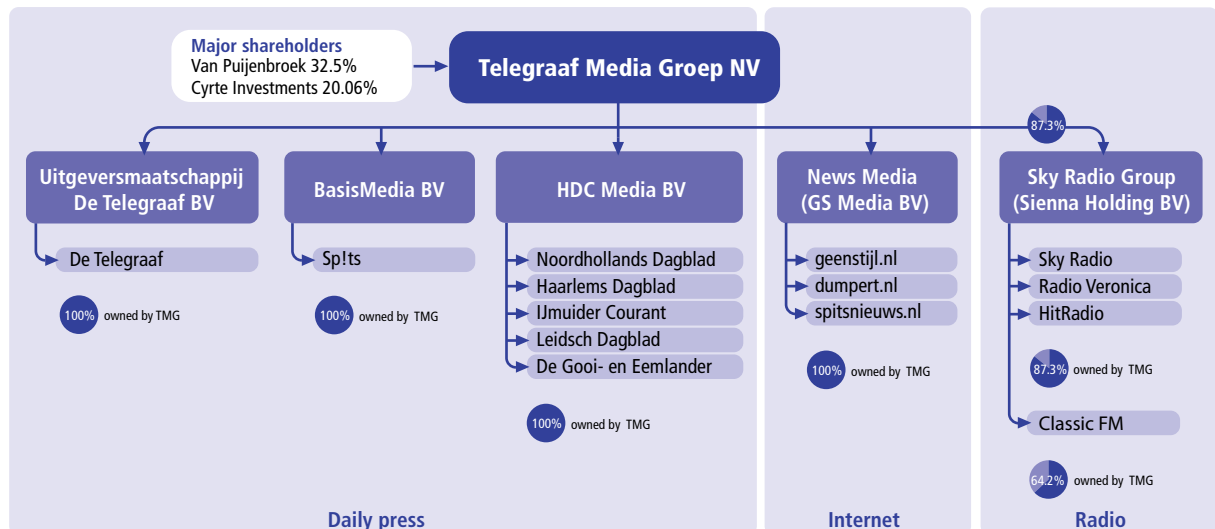 Major shareholders
Van Puijenbroek 32.5%
Cyrte Investments 20.06%
Telegraaf Media Groep NV
87.3%
Uitgeversmaatschappij
De Telegraaf BV
BasisMedia BV
HDC Media BV
News Media
(GS Media BV)
Sky Radio Group
(Sienna Holding BV)
De Telegraaf
100% owned by TMG
Sp!ts
100% owned by TMG
Noordhollands Dagblad
Haarlems Dagblad
IJmuider Courant
Leidsch Dagblad
De Gooi- en Eemlander
100% owned by TMG
geenstijl.nl
dumpert.nl
spitsnieuws.nl
100% owned by TMG
Sky Radio
Radio Veronica
HitRadio
87.3% owned by TMG
Classic FM
64.2% owned by TMG
Daily press
Internet
Radio